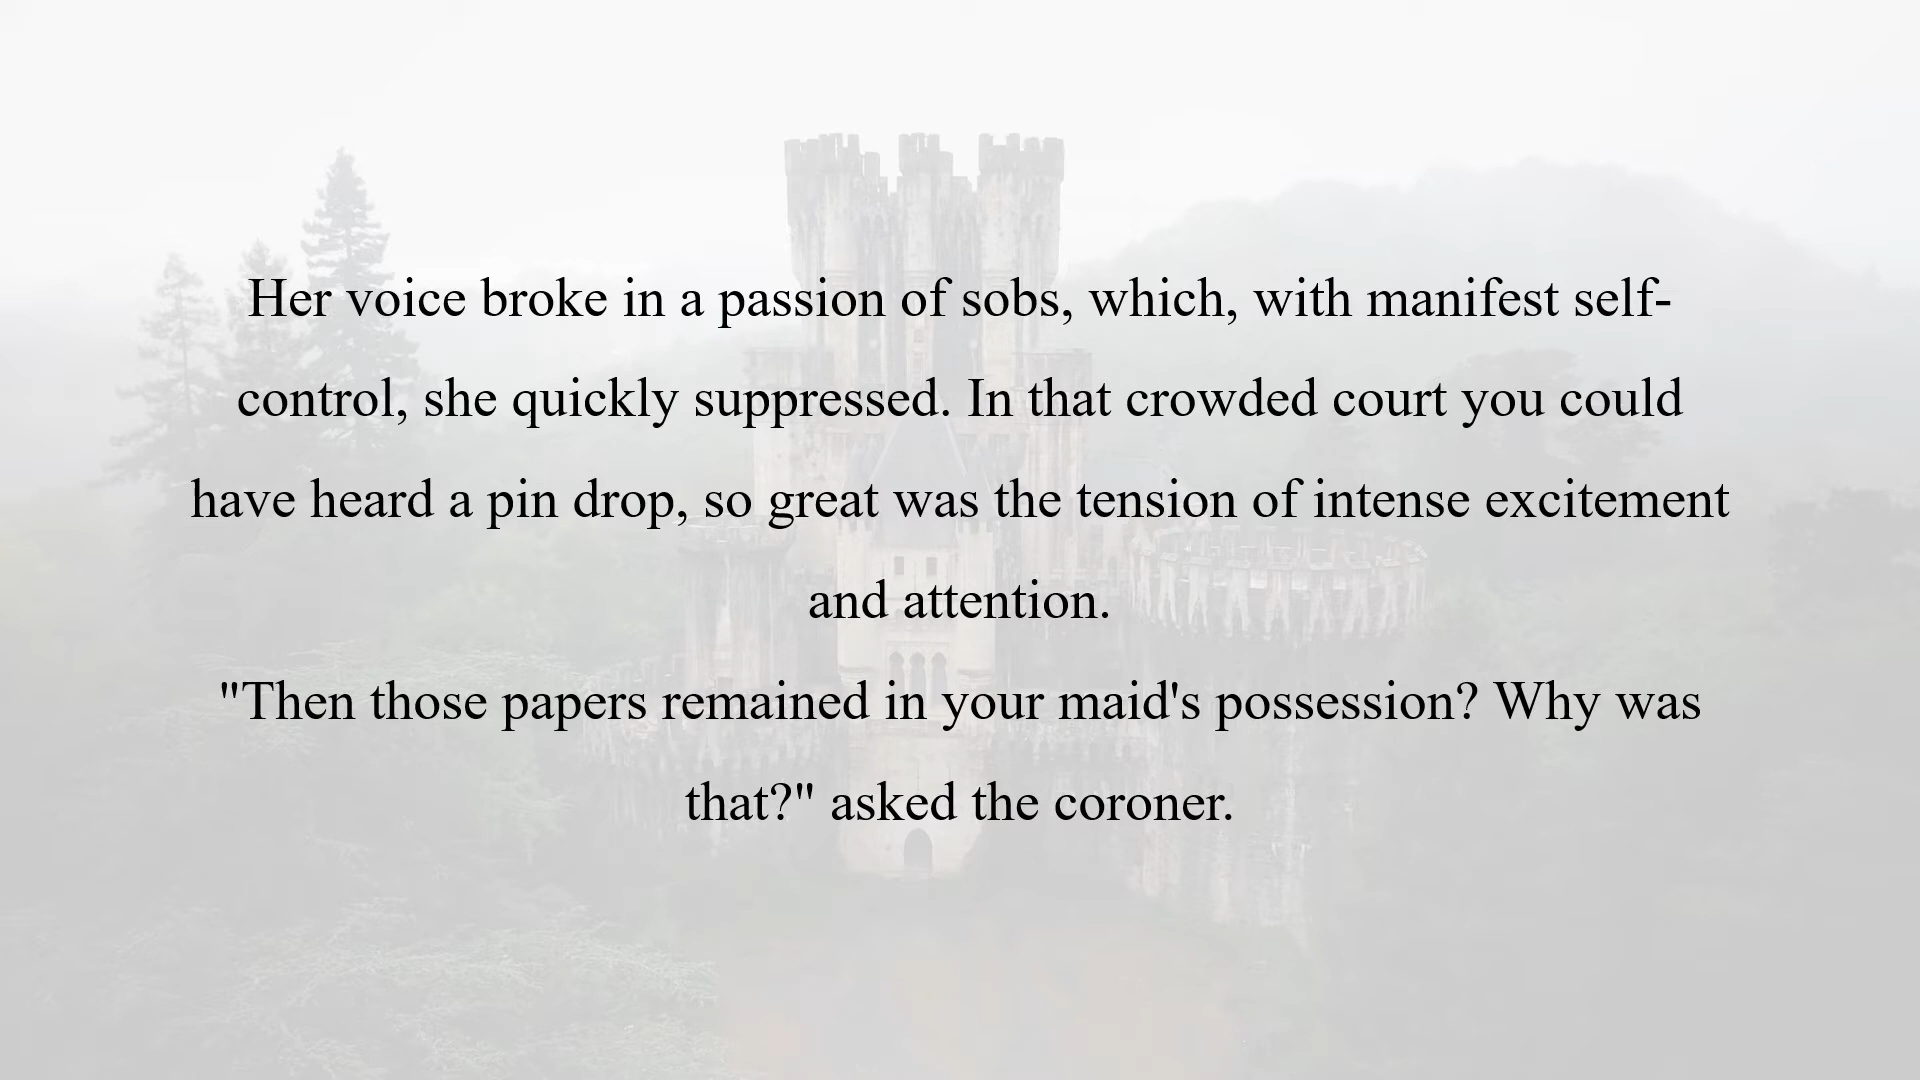 Her voice broke in a passion of sobs, which, with manifest self-
control, she quickly suppressed. In that crowded court you could
have heard a pin drop, so great was the tension of intense excitement
and attention.
"Then those papers remained in your maid's possession? Why was
that?" asked the coroner.